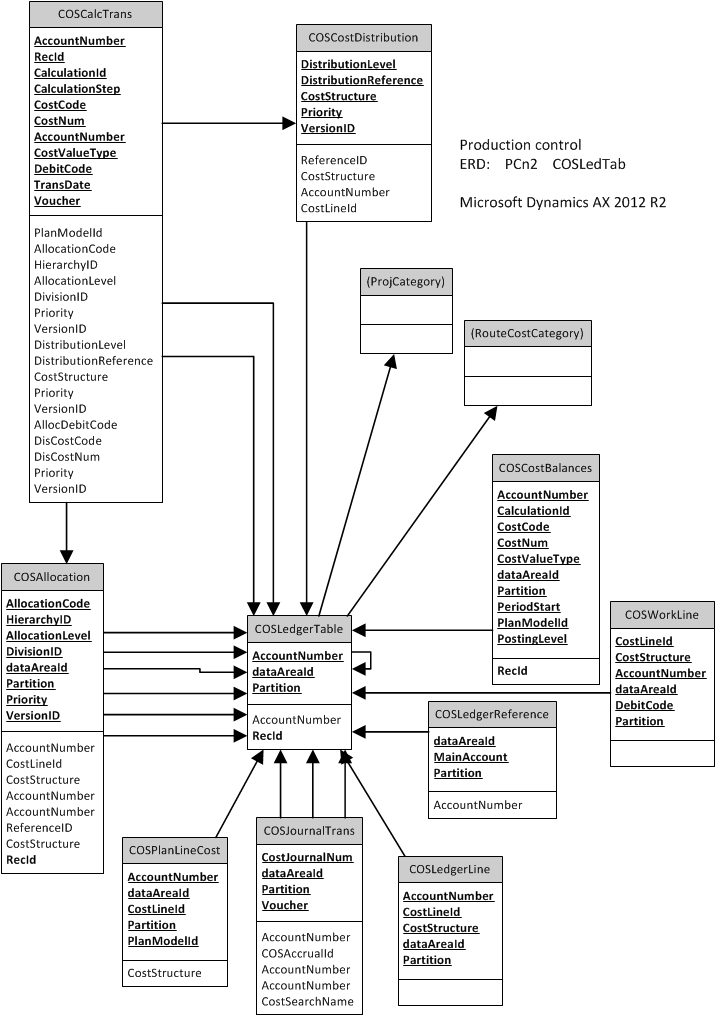 COSCalcTrans
AccountNumber
RecId
CalculationId
CalculationStep
CostCode
CostNum
AccountNumber
CostValueType
DebitCode
TransDate
Voucher
PlanModelId
AllocationCode
HierarchyID
AllocationLevel
DivisionID
Priority
VersionID
DistributionLevel
DistributionReference
CostStructure
Priority
VersionID
AllocDebitCode
DisCostCode
DisCostNum
Priority
VersionID
COSCostDistribution
DistributionLevel
DistributionReference
CostStructure
Priority
VersionID
ReferenceID
CostStructure
AccountNumber
CostLineId
Production control
ERD: PCn2 COSLedTab
Microsoft Dynamics AX 2012 R2
(ProjCategory)
(RouteCostCategory)
COSCostBalances
AccountNumber
CalculationId
CostCode
CostNum
CostValueType
dataAreaId
Partition
PeriodStart
PlanModelId
PostingLevel
RecId
COSAllocation
AllocationCode
HierarchyID
AllocationLevel
DivisionID
dataAreaId
Partition
Priority
VersionID
AccountNumber
CostLineId
CostStructure
AccountNumber
AccountNumber
ReferenceID
CostStructure
RecId
COSLedgerTable
AccountNumber
dataAreaId
Partition
AccountNumber
RecId
COSWorkLine
CostLineId
CostStructure
AccountNumber
dataAreaId
DebitCode
Partition
COSLedgerReference
dataAreaId
MainAccount
Partition
AccountNumber
COSPlanLineCost
AccountNumber
dataAreaId
CostLineId
Partition
PlanModelId
CostStructure
COSJournalTrans
CostJournalNum
dataAreaId
Partition
Voucher
AccountNumber
COSAccrualId
AccountNumber
AccountNumber
CostSearchName
COSLedgerLine
AccountNumber
CostLineId
CostStructure
dataAreaId
Partition